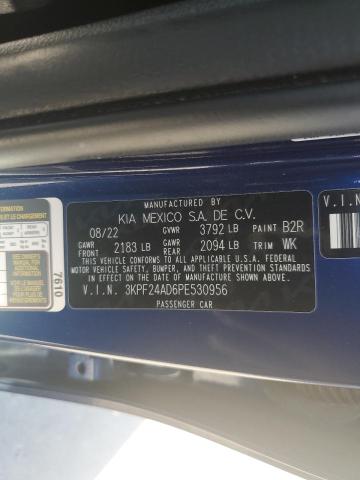 MANUFACTURED BY
KIA MEXICO S.A. DE C.V.
08/22 GVWR 3792 LB PAINT B2R
GAWR FRONT 2183 LB GAWR REAR 2094 LB TRIM WK
THIS VEHICLE CONFORMS TO ALL APPLICABLE U.S.A. FEDERAL
MOTOR VEHICLE SAFETY, BUMPER, AND THEFT PREVENTION STANDARDS
IN EFFECT ON THE DATE OF MANUFACTURE SHOWN ABOVE.
V.I.N. 3KPF24AD6PE530956
PASSENGER CAR
V.I.N.
LE CHARGEMENT
7610